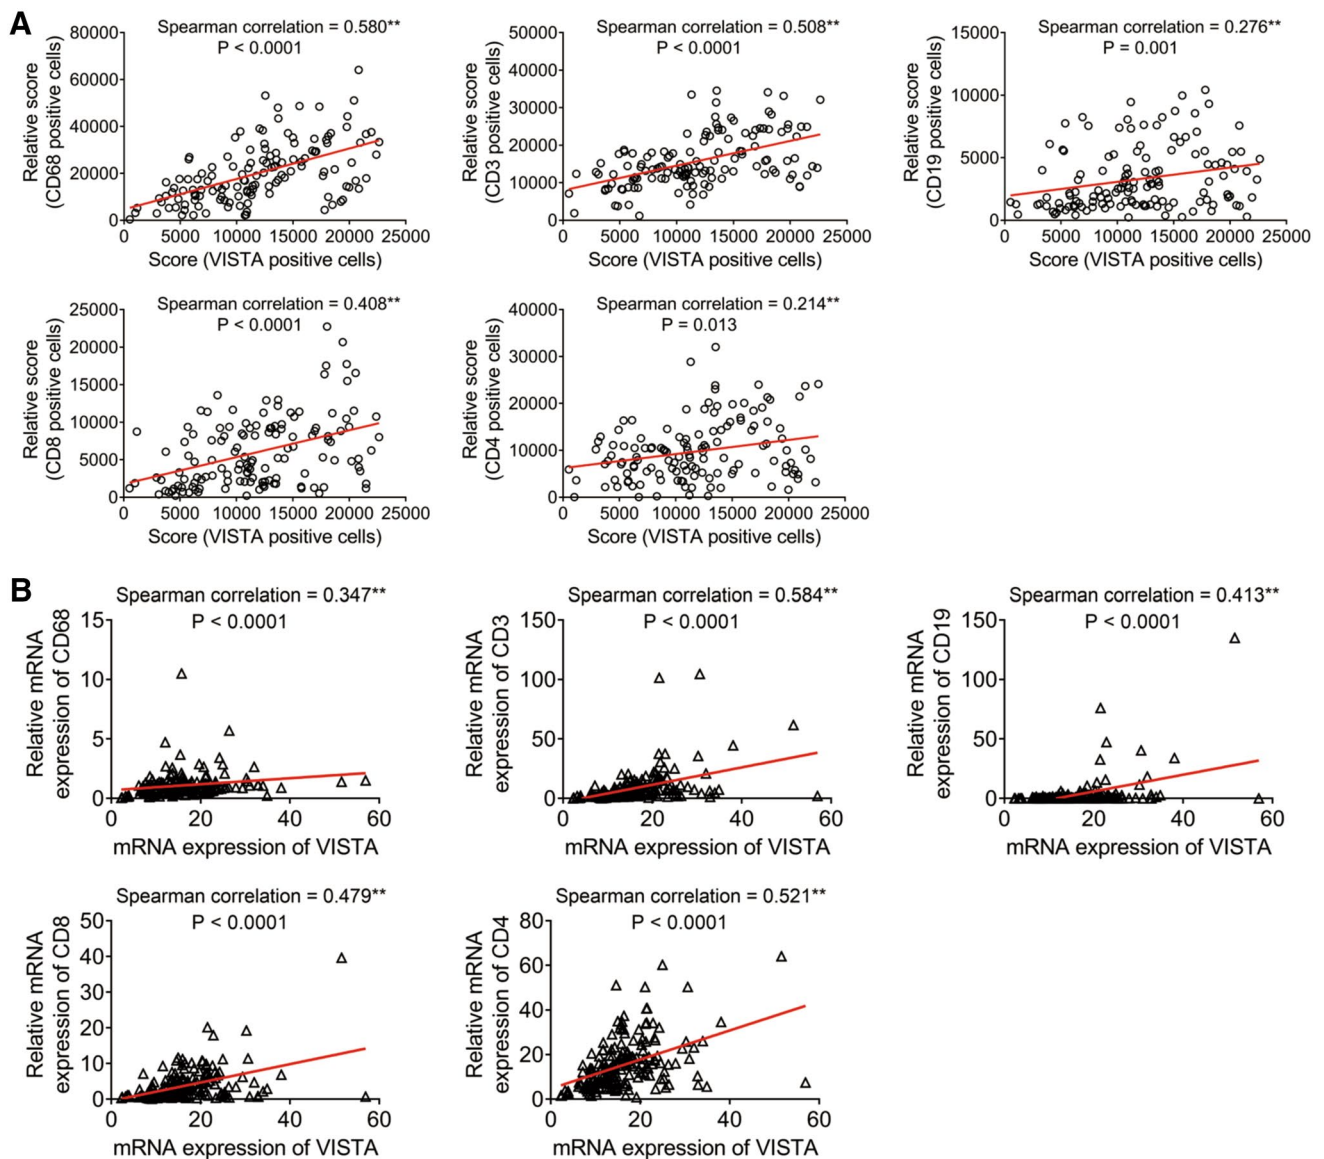 A
Spearman correlation = 0.580**
P < 0.0001
Relative score
(CD68 positive cells)
80000
60000
40000
20000
0
0 5000 10000 15000 20000 25000
Score (VISTA positive cells)
Spearman correlation = 0.508**
P < 0.0001
Relative score
(CD3 positive cells)
50000
40000
30000
20000
10000
0
0 5000 10000 15000 20000 25000
Score (VISTA positive cells)
Spearman correlation = 0.276**
P = 0.001
Relative score
(CD19 positive cells)
15000
10000
5000
0
0 5000 10000 15000 20000 25000
Score (VISTA positive cells)
Spearman correlation = 0.408**
P < 0.0001
Relative score
(CD8 positive cells)
25000
20000
15000
10000
5000
0
0 5000 10000 15000 20000 25000
Score (VISTA positive cells)
Spearman correlation = 0.214**
P = 0.013
Relative score
(CD4 positive cells)
40000
30000
20000
10000
0
0 5000 10000 15000 20000 25000
Score (VISTA positive cells)
B
Spearman correlation = 0.347**
P < 0.0001
Relative mRNA
expression of CD68
15
10
5
0
0 20 40 60
mRNA expression of VISTA
Spearman correlation = 0.584**
P < 0.0001
Relative mRNA
expression of CD3
150
100
50
0
0 20 40 60
mRNA expression of VISTA
Spearman correlation = 0.413**
P < 0.0001
Relative mRNA
expression of CD19
150
100
50
0
0 20 40 60
mRNA expression of VISTA
Spearman correlation = 0.479**
P < 0.0001
Relative mRNA
expression of CD8
50
40
30
20
10
0
0 20 40 60
mRNA expression of VISTA
Spearman correlation = 0.521**
P < 0.0001
Relative mRNA
expression of CD4
80
60
40
20
0
0 20 40 60
mRNA expression of VISTA